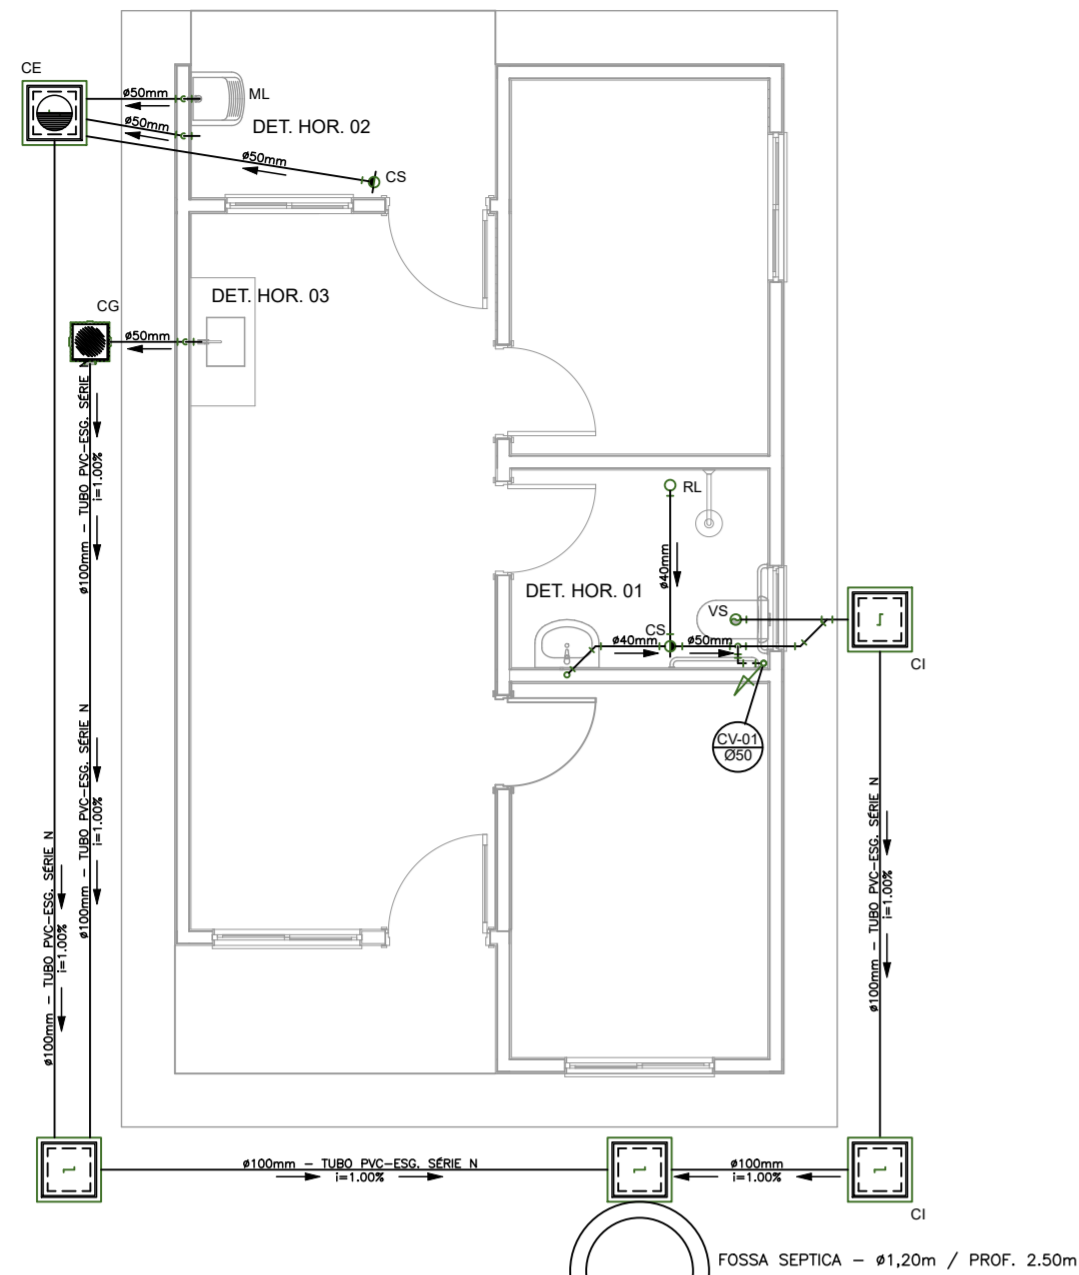 CE
ø50mm
ML
DET. HOR. 02
ø50mm
ø50mm
CS
DET. HOR. 03
CG
ø50mm
ø100mm – TUBO PVC–ESG. SÉRIE N
i=1.00%
RL
ø40mm
DET. HOR. 01
VS
CS
ø40mm
ø50mm
CI
CV-01
Ø50
ø100mm – TUBO PVC–ESG. SÉRIE N
i=1.00%
ø100mm – TUBO PVC–ESG. SÉRIE N
i=1.00%
ø100mm – TUBO PVC–ESG. SÉRIE N
i=1.00%
ø100mm – TUBO PVC–ESG. SÉRIE N
i=1.00%
ø100mm
i=1.00%
CI
FOSSA SEPTICA – ø1,20m / PROF. 2.50m